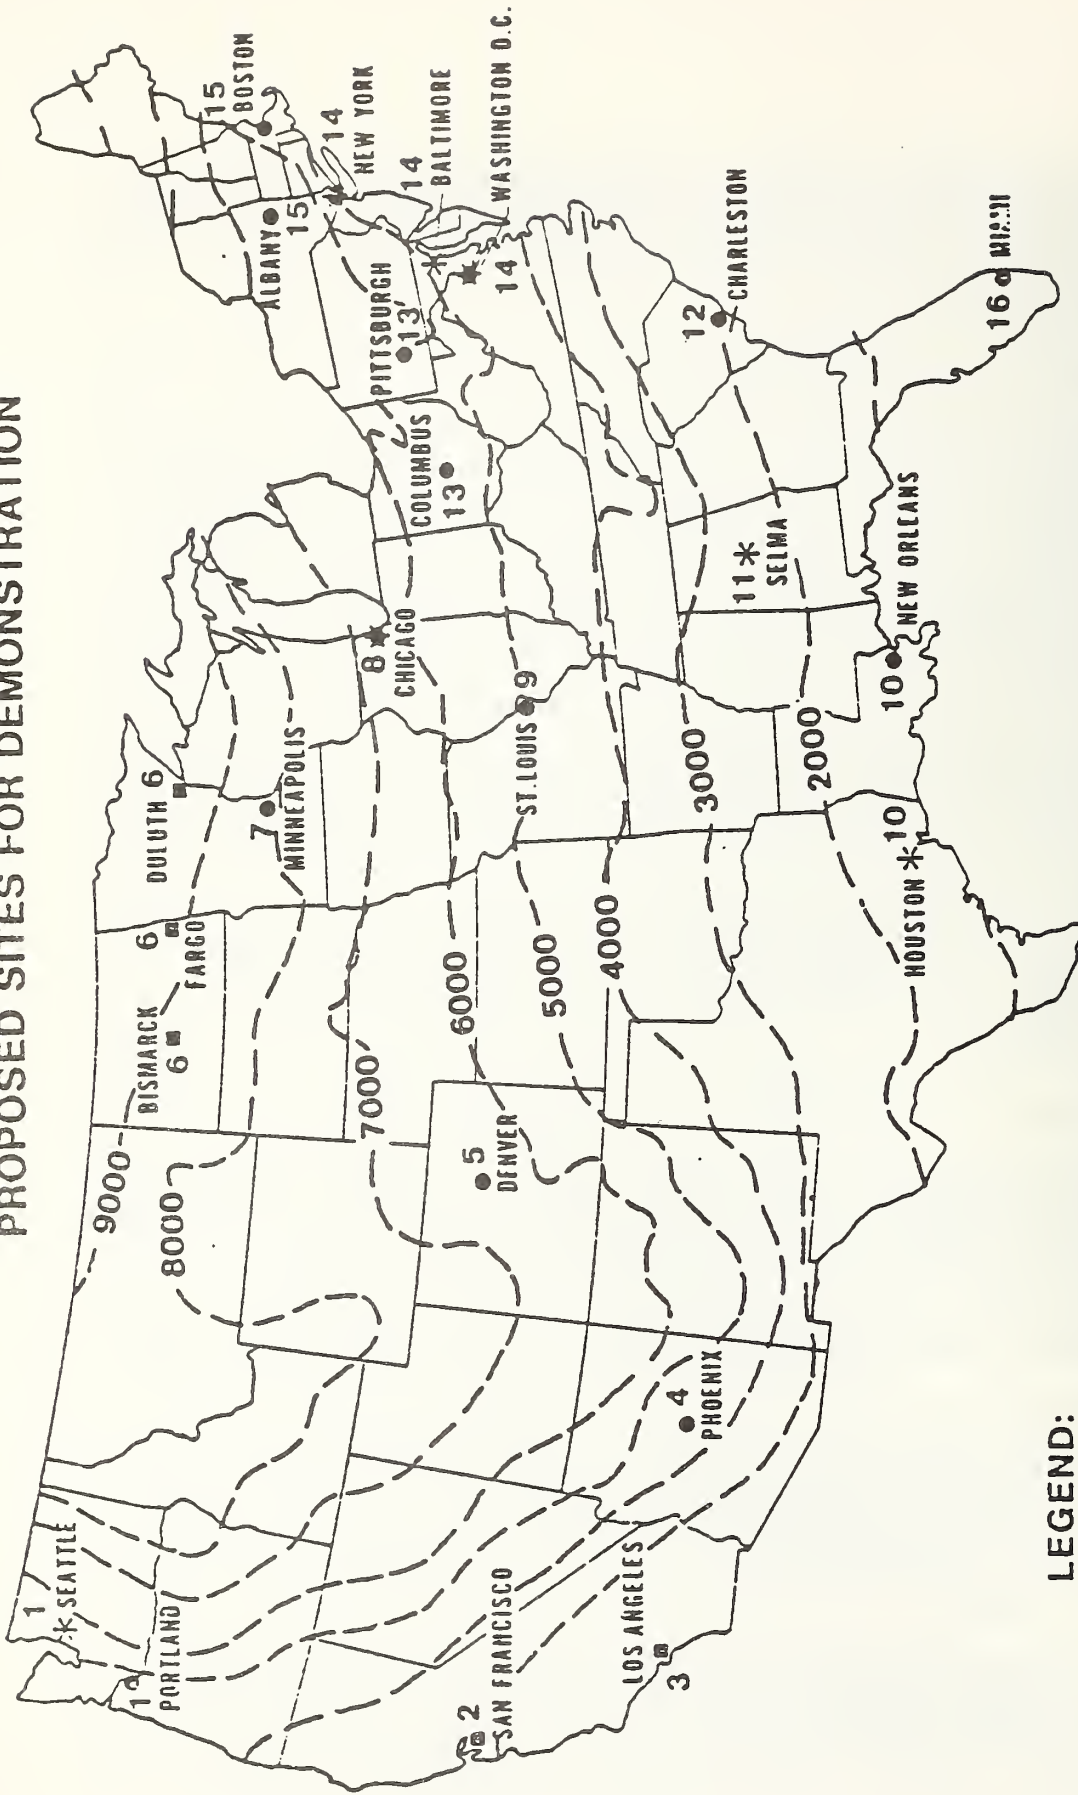 PROPOSED SITES FOR DEMONSTRATION
1
SEATTLE
PORTLAND
2
SAN FRANCISCO
LOS ANGELES
3
4
PHOENIX
9000
8000
7000
6000
5000
4000
3000
2000
BISMARCK
6
6
FARGO
DULUTH 6
7
MINNEAPOLIS
5
DENVER
8
CHICAGO
ST.LOUIS 9
COLUMBUS
13
PITTSBURGH
13
ALBANY
15
15
BOSTON
14
NEW YORK
14
BALTIMORE
WASHINGTON D.C.
14
12
CHARLESTON
11
SELMA
10
NEW ORLEANS
HOUSTON 10
16 MIAMI
LEGEND: